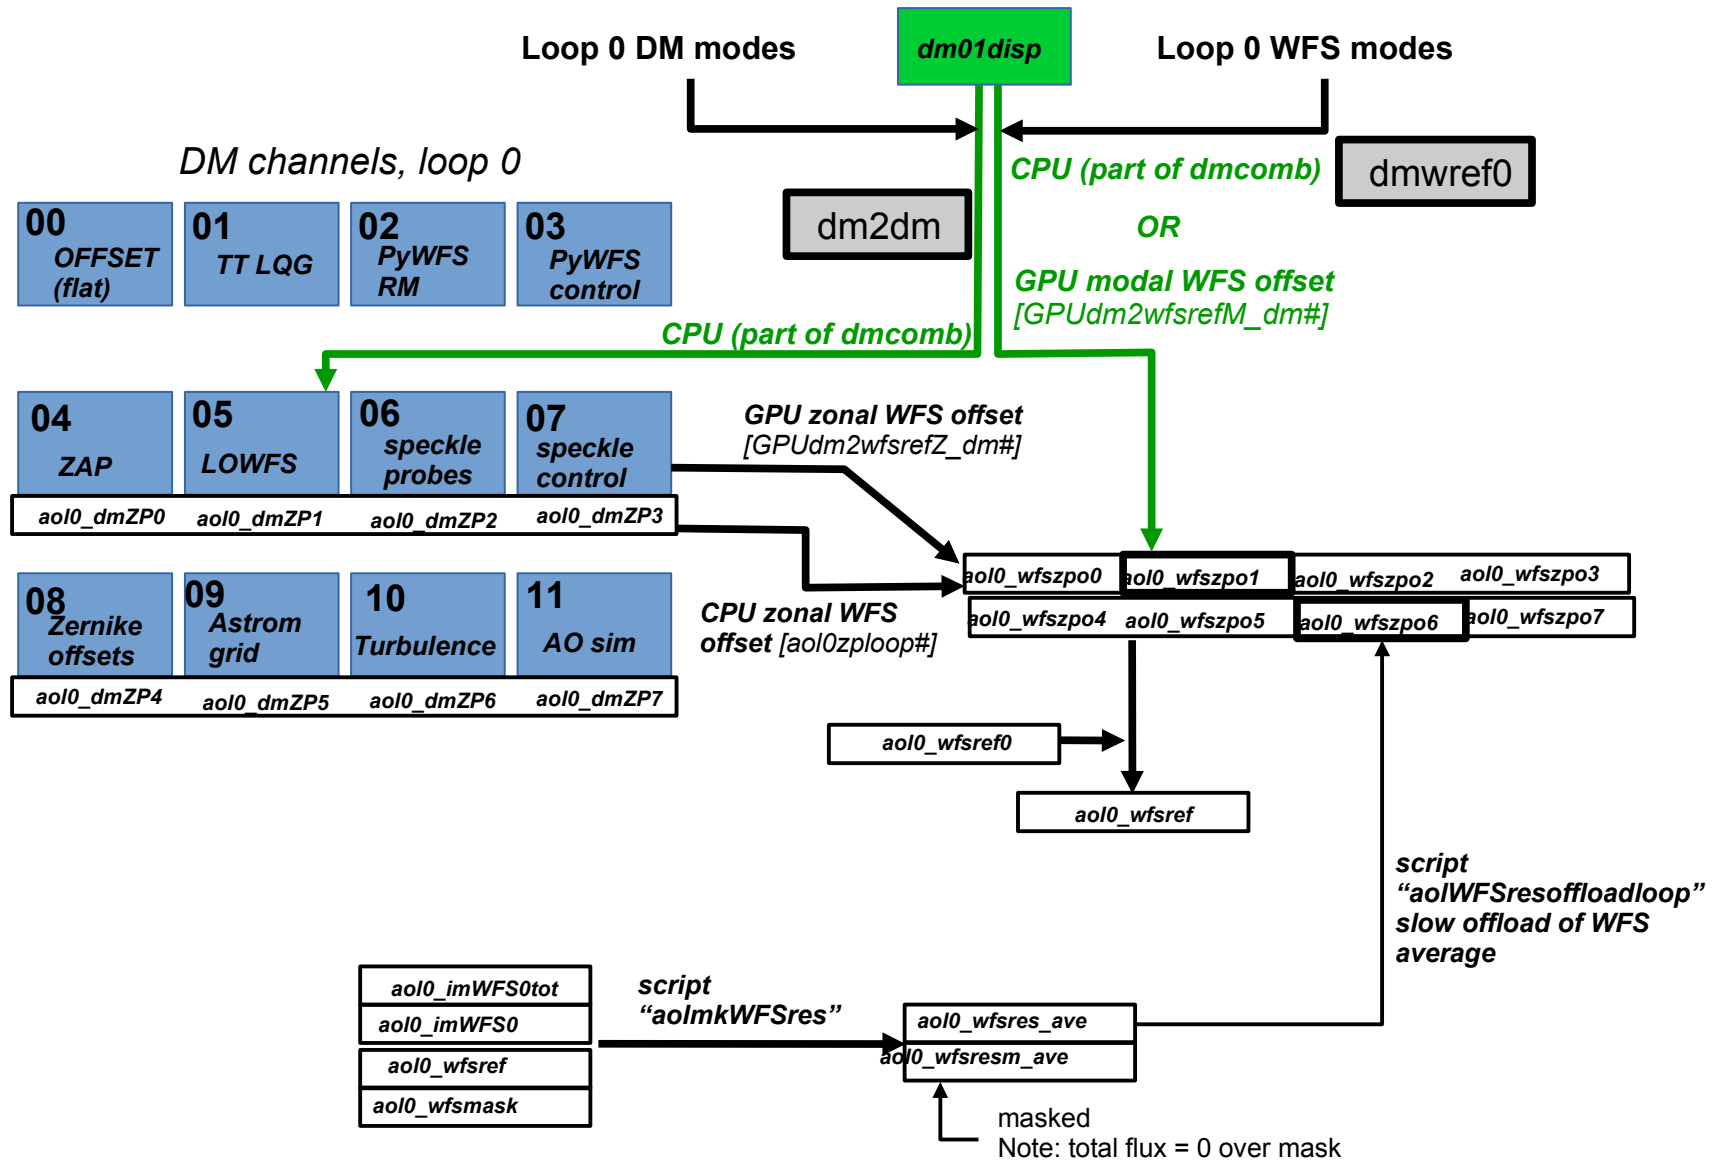 Loop 0 DM modes
dm01disp
Loop 0 WFS modes
DM channels, loop 0
CPU (part of dmcomb)
dmwref0
dm2dm
OR
GPU modal WFS offset
[GPUdm2wfsrefM_dm#]
CPU (part of dmcomb)
00
OFFSET
(flat)
01
TT LQG
02
PyWFS
RM
03
PyWFS
control
04
ZAP
05
LOWFS
06
speckle
probes
07
speckle
control
aol0_dmZP0
aol0_dmZP1
aol0_dmZP2
aol0_dmZP3
GPU zonal WFS offset
[GPUdm2wfsrefZ_dm#]
08
Zernike
offsets
09
Astrom
grid
10
Turbulence
11
AO sim
aol0_dmZP4
aol0_dmZP5
aol0_dmZP6
aol0_dmZP7
CPU zonal WFS
offset [aol0zploop#]
aol0_wfszpo0
aol0_wfszpo1
aol0_wfszpo2
aol0_wfszpo3
aol0_wfszpo4
aol0_wfszpo5
aol0_wfszpo6
aol0_wfszpo7
aol0_wfsref0
aol0_wfsref
script
“aolWFSresoffloadloop”
slow offload of WFS
average
aol0_imWFS0tot
aol0_imWFS0
aol0_wfsref
aol0_wfsmask
script
“aolmkWFSres”
aol0_wfsres_ave
aol0_wfsresm_ave
masked
Note: total flux = 0 over mask